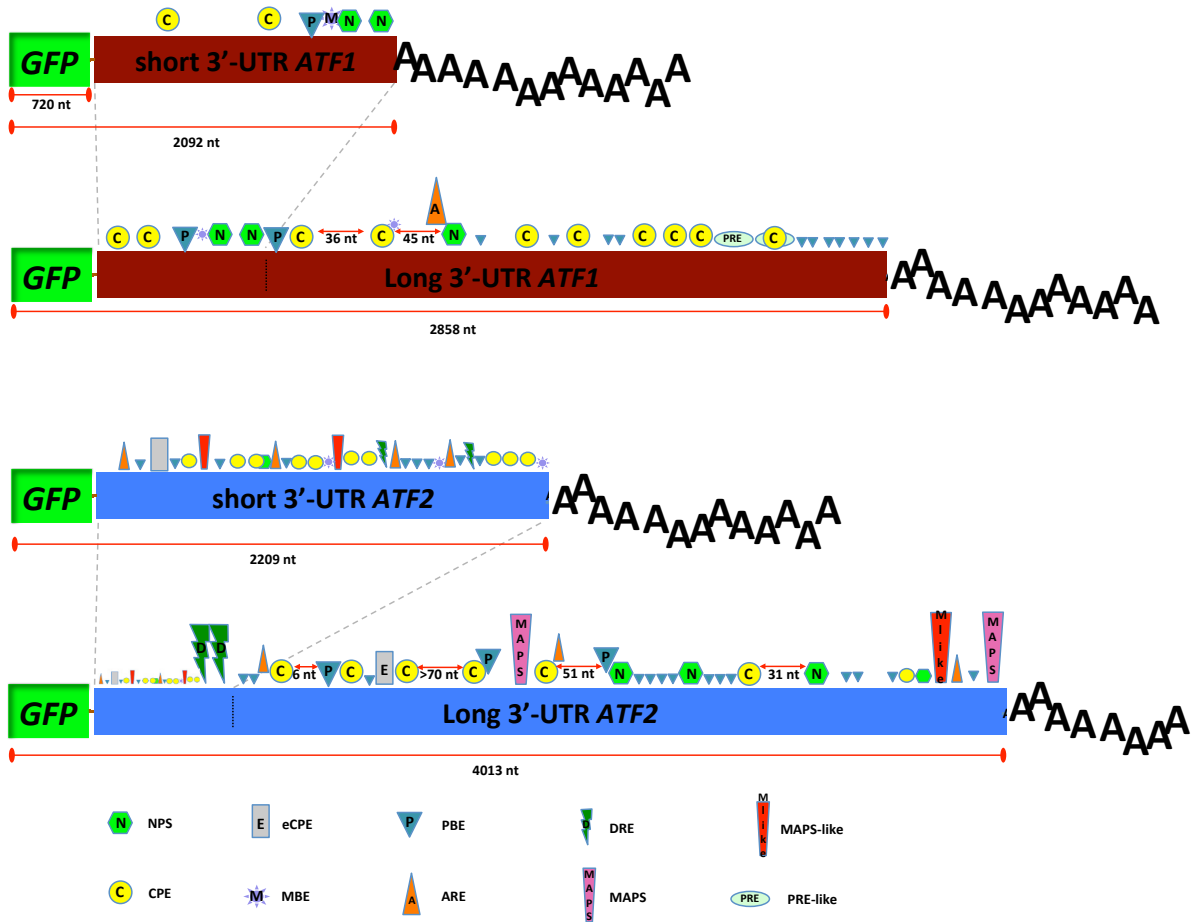 C C P M N N
GFP short 3'-UTR ATF1 AAAAAAAAAAAA
720 nt
2092 nt
A
C C P N N P C C N C C C C C PRE C
36 nt 45 nt
GFP Long 3'-UTR ATF1 AAAAAAAAAAAA
2858 nt
GFP short 3'-UTR ATF2 AAAAAAAAAAAA
2209 nt
D D C P C E C C P MAPS C P N N C N Mlike MAPS
6 nt >70 nt 51 nt 31 nt
GFP Long 3'-UTR ATF2 AAAAAAAAA
4013 nt
N NPS E eCPE P PBE D DRE Mlike MAPS-like
C CPE M MBE A ARE MAPS MAPS PRE PRE-like